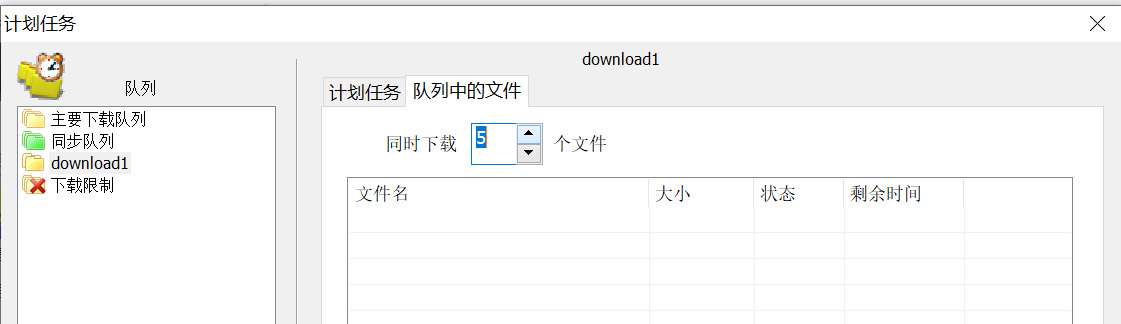 计划任务
队列
主要下载队列
同步队列
download1
下载限制
download1
计划任务 队列中的文件
同时下载 5 个文件
文件名 大小 状态 剩余时间